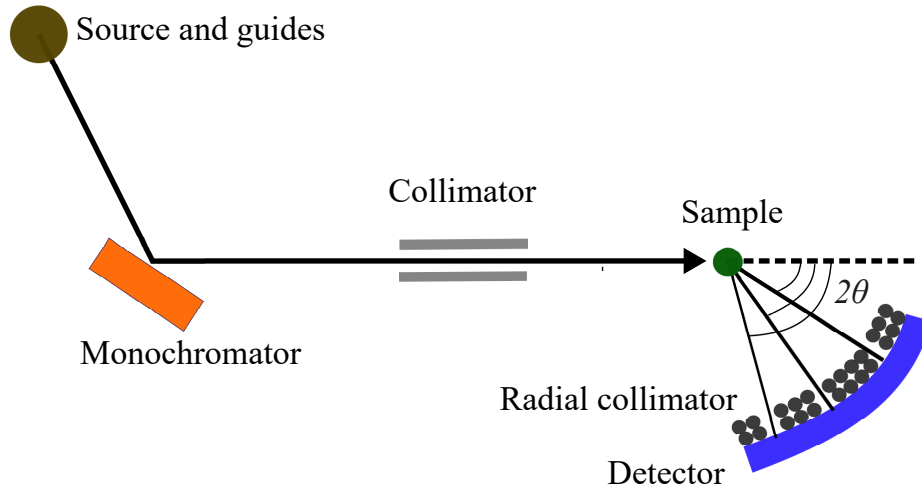 Source and guides
Collimator
Sample
2θ
Monochromator
Radial collimator
Detector